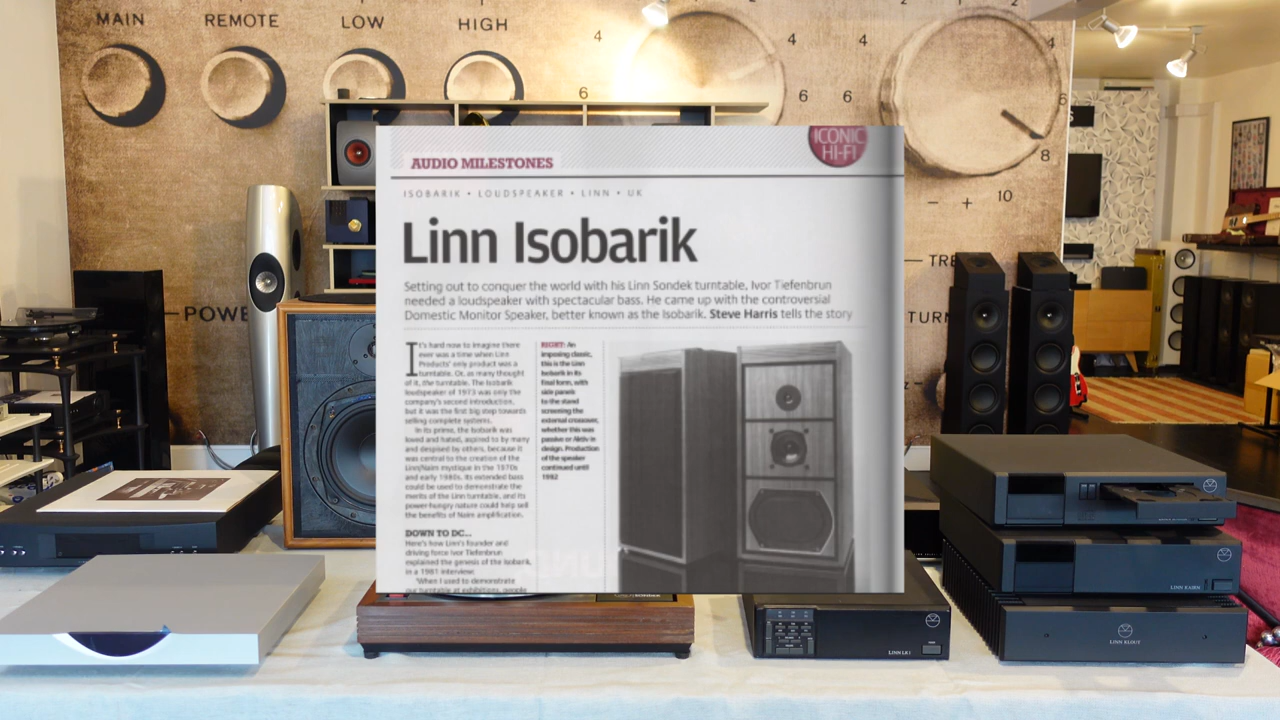 MAIN REMOTE LOW HIGH
4 4 4 2 1 2 4
6 6 6 6
8
10
− +
POWE
TRE
TURN
ICONIC
HI-FI
AUDIO MILESTONES
ISOBARIK • LOUDSPEAKER • LINN • UK
Linn Isobarik
Setting out to conquer the world with his Linn Sondek turntable, Ivor Tiefenbrun
needed a loudspeaker with spectacular bass. He came up with the controversial
Domestic Monitor Speaker, better known as the Isobarik. Steve Harris tells the story
It's hard now to imagine there
ever was a time when Linn
Products' only product was a
turntable. Or, as many thought
of it, the turntable. The Isobarik
loudspeaker of 1973 was only the
company's second introduction,
but it was the first big step towards
selling complete systems.
In its prime, the Isobarik was
loved and hated, aspired to by many
and despised by others, because it
was central to the creation of the
Linn/Naim mystique in the 1970s
and early 1980s. Its extended bass
could be used to demonstrate the
merits of the Linn turntable, and its
power-hungry nature could help sell
the benefits of Naim amplification.
DOWN TO DC...
Here's how Linn's founder and
driving force Ivor Tiefenbrun
explained the genesis of the Isobarik,
in a 1981 interview:
'When I used to demonstrate
our turntable at exhibitions, people
RIGHT: An
imposing classic,
this is the Linn
Isobarik in its
final form, with
side panels
to the stand
screening the
external crossover,
whether this was
passive or Aktiv in
design. Production
of the speaker
continued until
1992
LINN LK1
LINN KAIRN
LINN KLOUT